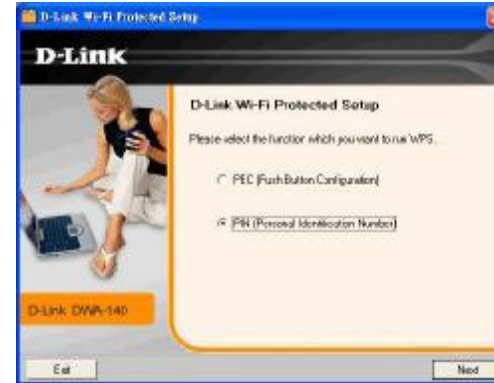 D-Link Wi-Fi Protected Setup
D-Link
D-Link Wi-Fi Protected Setup
Please select the function which you want to run WPS.
PBC (Push Button Configuration)
PIN (Personal Identification Number)
D-Link DWA-140
Exit
Next